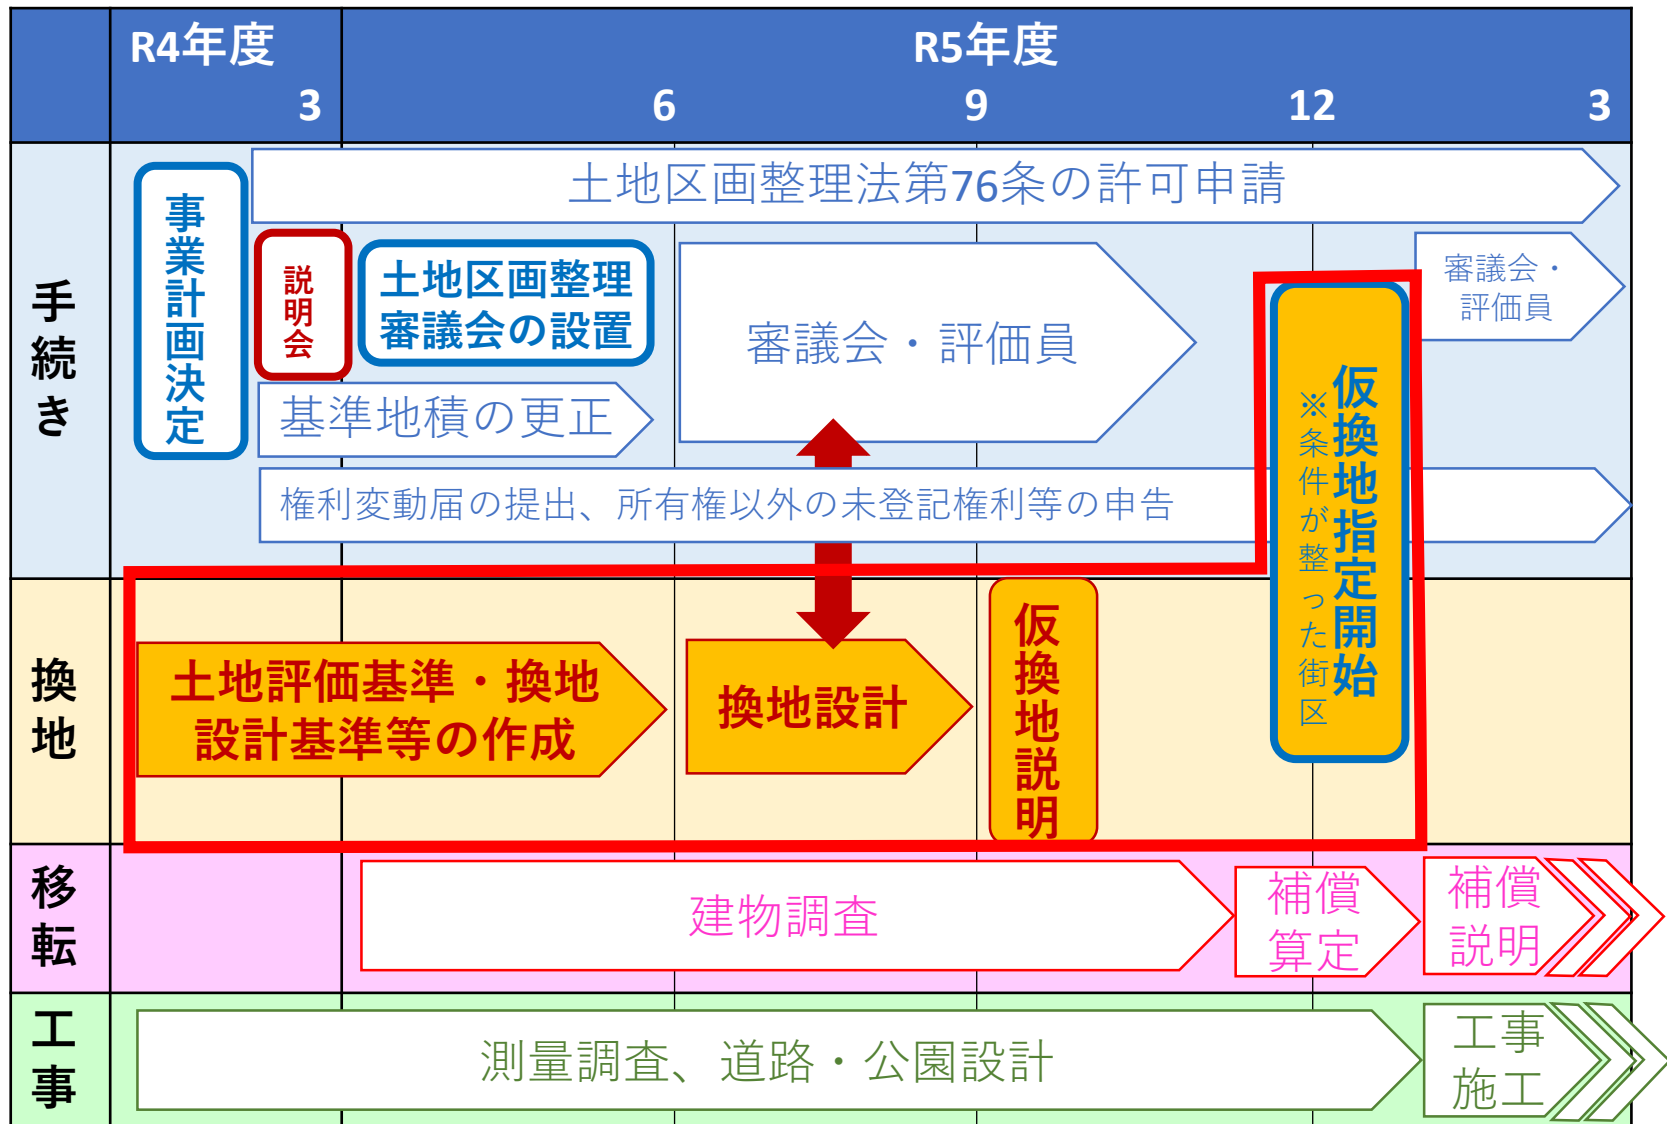 R4年度
R5年度
3
6
9
12
3
手続き
事業計画決定
土地区画整理法第76条の許可申請
説明会
土地区画整理
審議会の設置
審議会・評価員
審議会・
評価員
基準地積の更正
権利変動届の提出、所有権以外の未登記権利等の申告
仮換地指定開始
※条件が整った街区
換地
土地評価基準・換地
設計基準等の作成
換地設計
仮換地説明
移転
建物調査
補償
算定
補償
説明
工事
測量調査、道路・公園設計
工事
施工